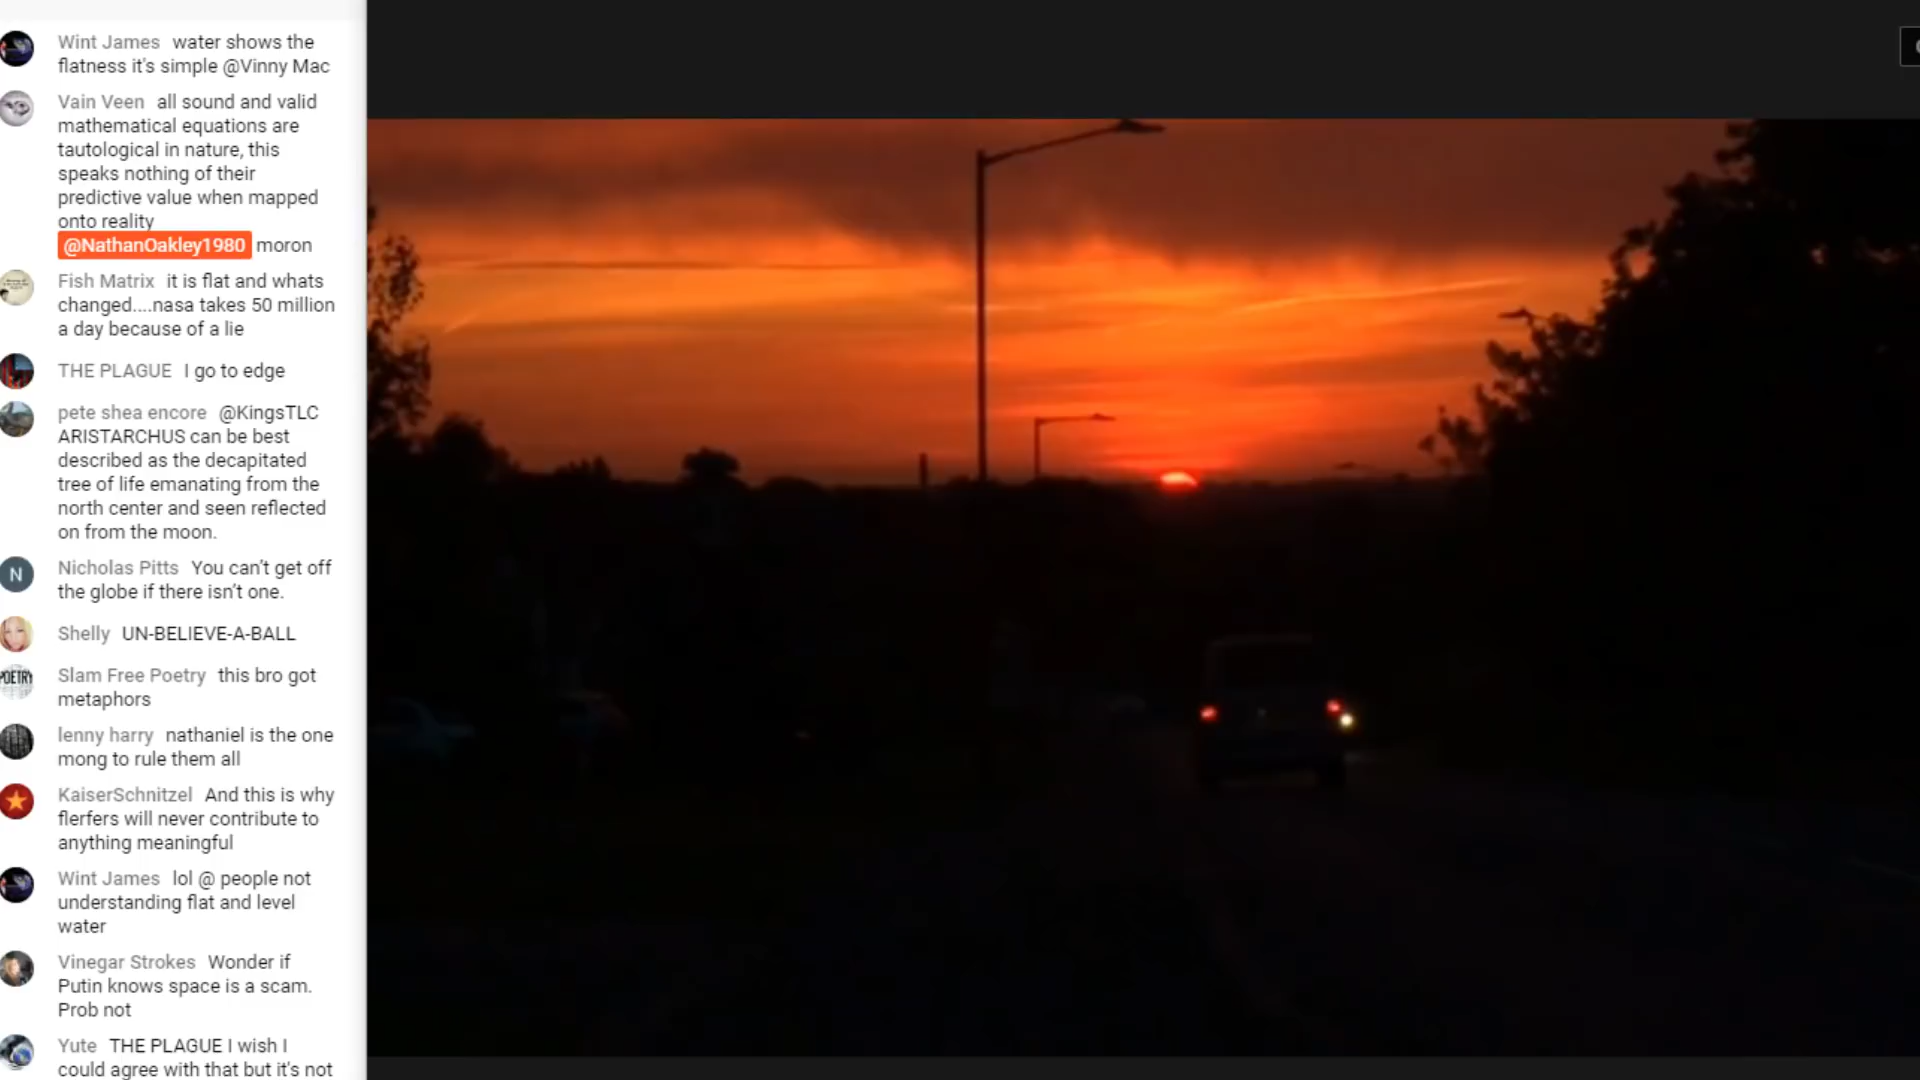 Wint James water shows the
flatness it's simple @Vinny Mac
Vain Veen all sound and valid
mathematical equations are
tautological in nature, this
speaks nothing of their
predictive value when mapped
onto reality
@NathanOakley1980 moron
Fish Matrix it is flat and whats
changed....nasa takes 50 million
a day because of a lie
THE PLAGUE I go to edge
pete shea encore @KingsTLC
ARISTARCHUS can be best
described as the decapitated
tree of life emanating from the
north center and seen reflected
on from the moon.
N
Nicholas Pitts You can't get off
the globe if there isn't one.
Shelly UN-BELIEVE-A-BALL
POETRY
Slam Free Poetry this bro got
metaphors
lenny harry nathaniel is the one
mong to rule them all
KaiserSchnitzel And this is why
flerfers will never contribute to
anything meaningful
Wint James lol @ people not
understanding flat and level
water
Vinegar Strokes Wonder if
Putin knows space is a scam.
Prob not
Yute THE PLAGUE I wish I
could agree with that but it's not